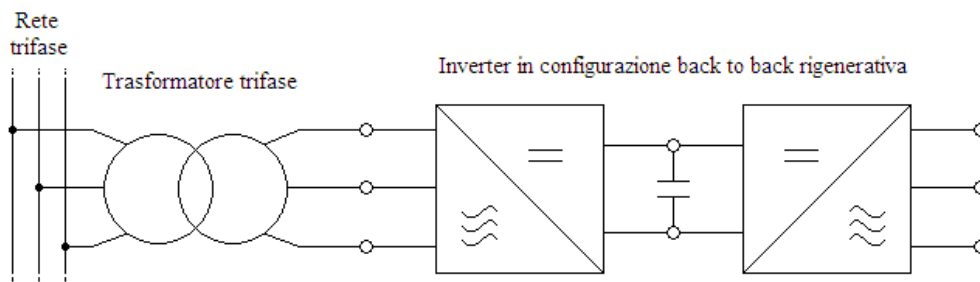 Rete
trifase
Trasformatore trifase
Inverter in configurazione back to back rigenerativa